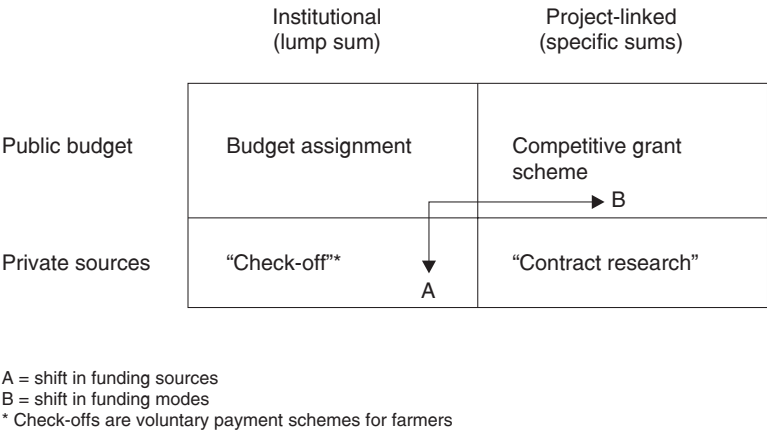 Institutional
(lump sum)
Project-linked
(specific sums)
Public budget
Budget assignment
Competitive grant
scheme
B
Private sources
“Check-off”*
“Contract research”
A
A = shift in funding sources
B = shift in funding modes
* Check-offs are voluntary payment schemes for farmers